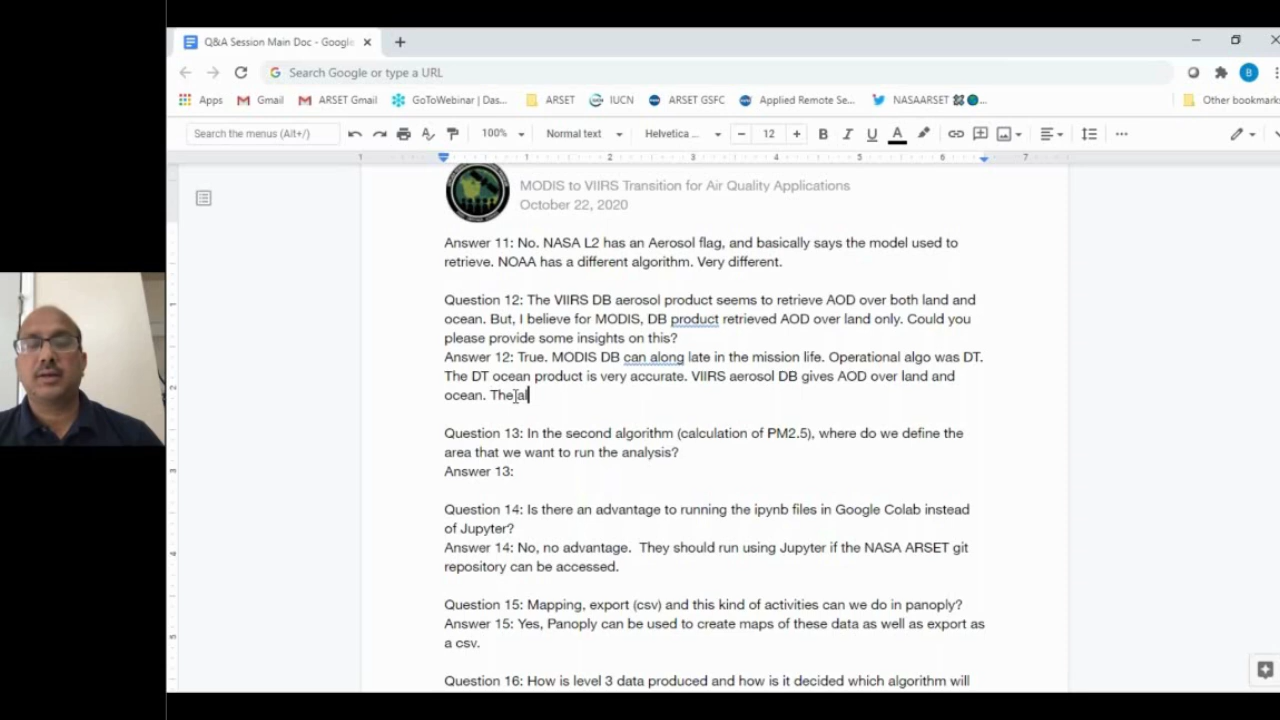 Q&A Session Main Doc - Google
Search Google or type a URL
B
Apps
Gmail
ARSET Gmail
GoToWebinar | Das...
ARSET
IUCN
ARSET GSFC
Applied Remote Se...
NASAARSET
Other bookmarks
Search the menus (Alt+/)
100%
Normal text
Helvetica ...
12
B I U A
1 1 2 3 4 5 6 7
MODIS to VIIRS Transition for Air Quality Applications
October 22, 2020
Answer 11: No. NASA L2 has an Aerosol flag, and basically says the model used to
retrieve. NOAA has a different algorithm. Very different.
Question 12: The VIIRS DB aerosol product seems to retrieve AOD over both land and
ocean. But, I believe for MODIS, DB product retrieved AOD over land only. Could you
please provide some insights on this?
Answer 12: True. MODIS DB can along late in the mission life. Operational algo was DT.
The DT ocean product is very accurate. VIIRS aerosol DB gives AOD over land and
ocean. The al
Question 13: In the second algorithm (calculation of PM2.5), where do we define the
area that we want to run the analysis?
Answer 13:
Question 14: Is there an advantage to running the ipynb files in Google Colab instead
of Jupyter?
Answer 14: No, no advantage.  They should run using Jupyter if the NASA ARSET git
repository can be accessed.
Question 15: Mapping, export (csv) and this kind of activities can we do in panoply?
Answer 15: Yes, Panoply can be used to create maps of these data as well as export as
a csv.
Question 16: How is level 3 data produced and how is it decided which algorithm will